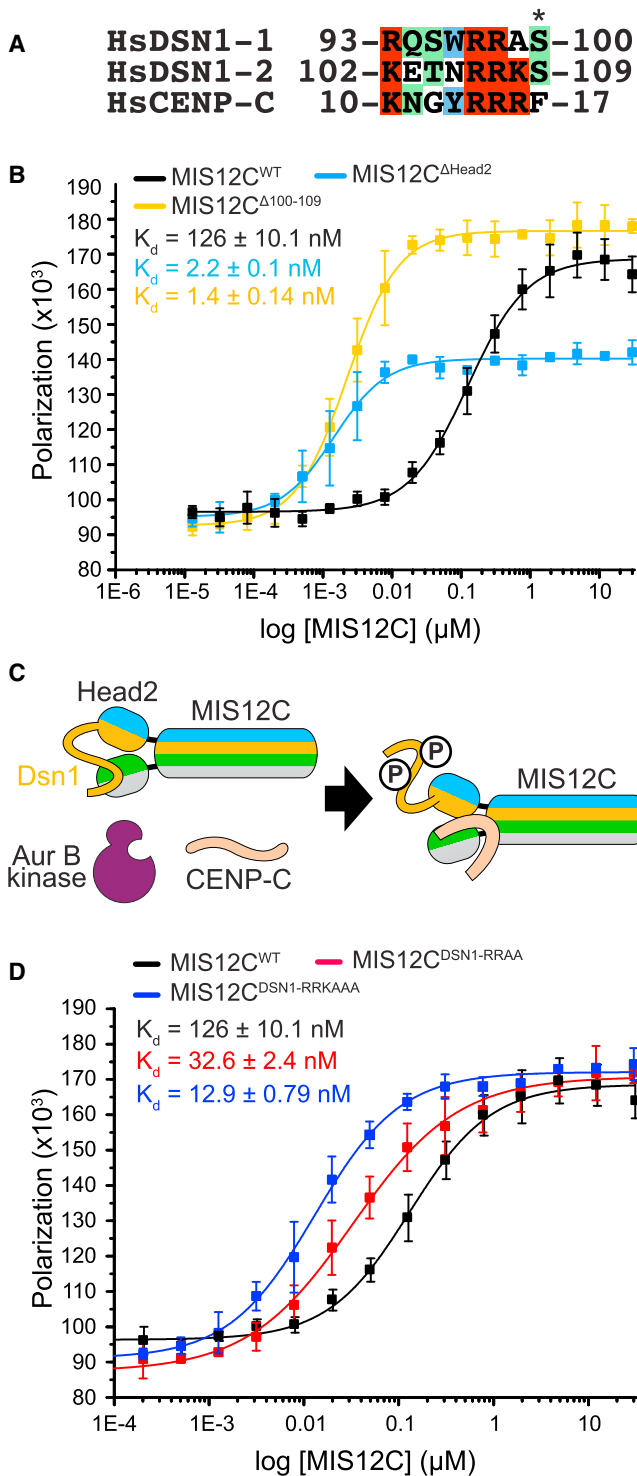 A
*
HsDSN1-1 93-RQSWRRAS-100
HsDSN1-2 102-KETNRRKS-109
HsCENP-C 10-KNGYRRRF-17
B
MIS12C^WT MIS12C^ΔHead2
MIS12C^Δ100-109
K_d = 126 ± 10.1 nM
K_d = 2.2 ± 0.1 nM
K_d = 1.4 ± 0.14 nM
Polarization (x10³)
190
180
170
160
150
140
130
120
110
100
90
80
1E-6 1E-5 1E-4 1E-3 0.01 0.1 1 10
log [MIS12C] (µM)
C
Head2
MIS12C
Dsn1
Aur B
kinase
CENP-C
P
P
MIS12C
D
MIS12C^WT MIS12C^DSN1-RRAA
MIS12C^DSN1-RRKAAA
K_d = 126 ± 10.1 nM
K_d = 32.6 ± 2.4 nM
K_d = 12.9 ± 0.79 nM
Polarization (x10³)
190
180
170
160
150
140
130
120
110
100
90
80
1E-4 1E-3 0.01 0.1 1 10
log [MIS12C] (µM)